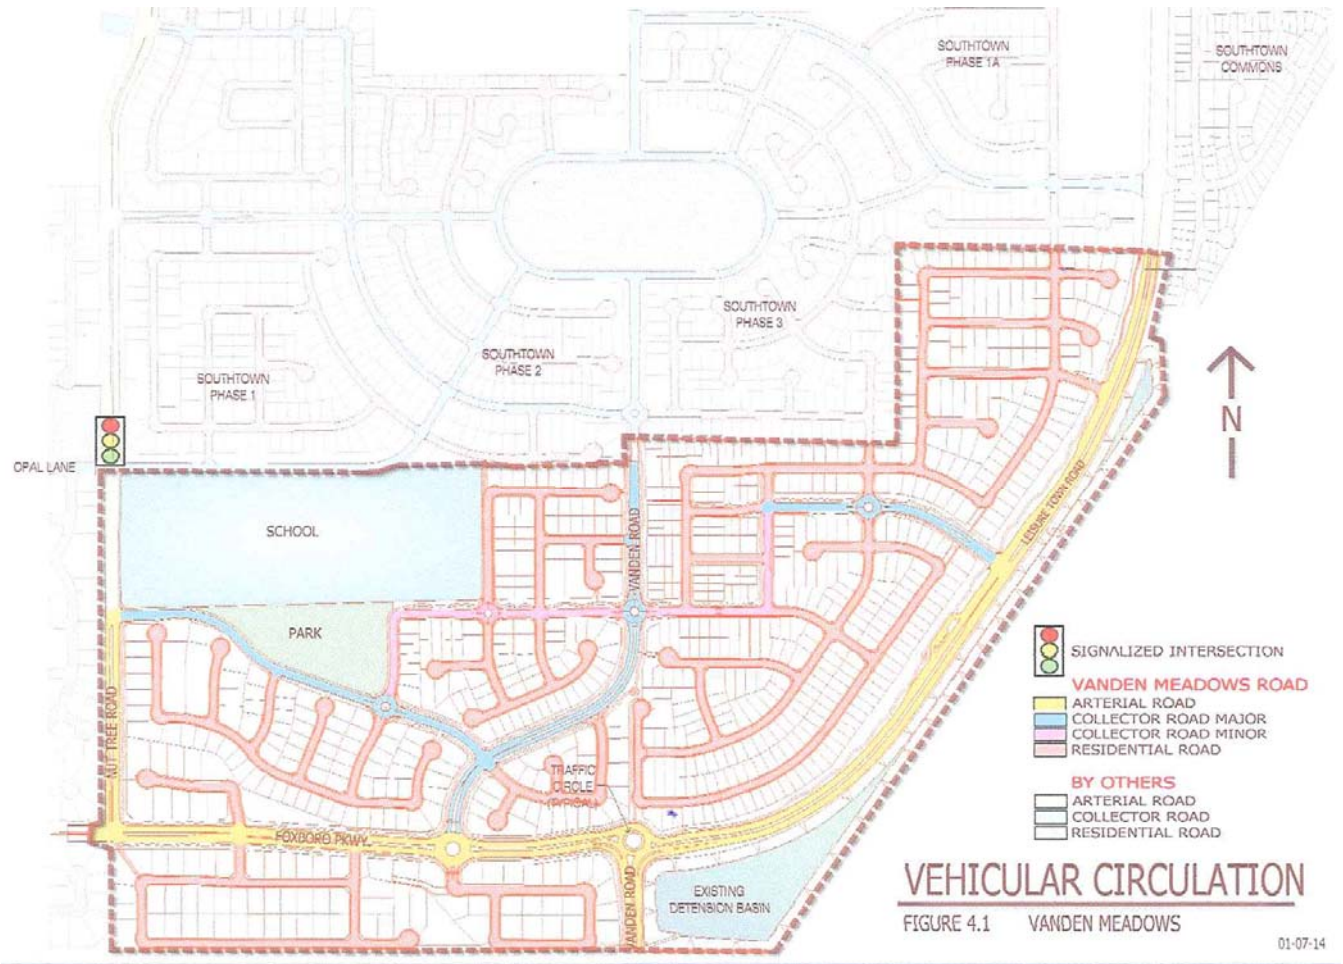 SOUTHTOWN
PHASE 1A
SOUTHTOWN
COMMONS
SOUTHTOWN
PHASE 3
SOUTHTOWN
PHASE 2
SOUTHTOWN
PHASE 1
N
OPAL LANE
SCHOOL
VANDEN ROAD
LEISURE TOWN ROAD
PARK
NUT TREE ROAD
TRAFFIC
CIRCLE
(TYPICAL)
FOXBORO PKWY.
VANDEN ROAD
EXISTING
DETENSION BASIN
SIGNALIZED INTERSECTION
VANDEN MEADOWS ROAD
ARTERIAL ROAD
COLLECTOR ROAD MAJOR
COLLECTOR ROAD MINOR
RESIDENTIAL ROAD
BY OTHERS
ARTERIAL ROAD
COLLECTOR ROAD
RESIDENTIAL ROAD
VEHICULAR CIRCULATION
FIGURE 4.1 VANDEN MEADOWS
01-07-14